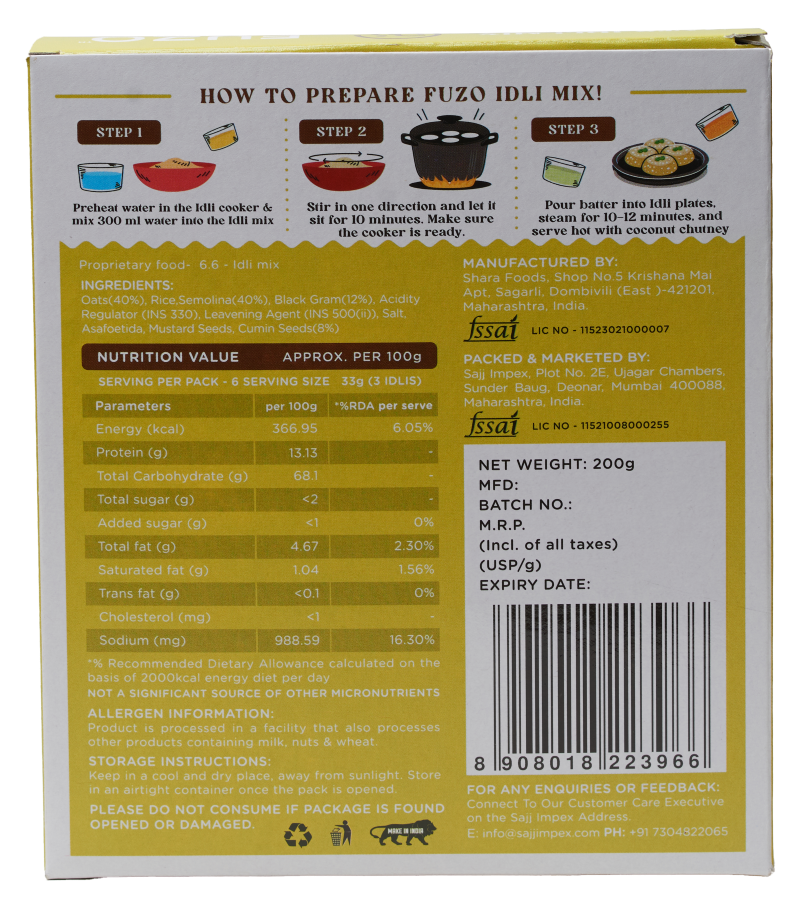 HOW TO PREPARE FUZO IDLI MIX!
STEP 1
Preheat water in the Idli cooker &
mix 300 ml water into the Idli mix
STEP 2
Stir in one direction and let it
sit for 10 minutes. Make sure
the cooker is ready.
STEP 3
Pour batter into Idli plates,
steam for 10-12 minutes, and
serve hot with coconut chutney
Proprietary food- 6.6 - Idli mix
INGREDIENTS:
Oats(40%), Rice,Semolina(40%), Black Gram(12%), Acidity
Regulator (INS 330), Leavening Agent (INS 500(ii)), Salt,
Asafoetida, Mustard Seeds, Cumin Seeds(8%)
NUTRITION VALUE APPROX. PER 100g
SERVING PER PACK - 6 SERVING SIZE 33g (3 IDLIS)
Parameters per 100g *%RDA per serve
Energy (kcal) 366.95 6.05%
Protein (g) 13.13 -
Total Carbohydrate (g) 68.1 -
Total sugar (g) <2 -
Added sugar (g) <1 0%
Total fat (g) 4.67 2.30%
Saturated fat (g) 1.04 1.56%
Trans fat (g) <0.1 0%
Cholesterol (mg) <1 -
Sodium (mg) 988.59 16.30%
*% Recommended Dietary Allowance calculated on the
basis of 2000kcal energy diet per day
NOT A SIGNIFICANT SOURCE OF OTHER MICRONUTRIENTS
ALLERGEN INFORMATION:
Product is processed in a facility that also processes
other products containing milk, nuts & wheat.
STORAGE INSTRUCTIONS:
Keep in a cool and dry place, away from sunlight. Store
in an airtight container once the pack is opened.
PLEASE DO NOT CONSUME IF PACKAGE IS FOUND
OPENED OR DAMAGED.
MAKE IN INDIA
MANUFACTURED BY:
Shara Foods, Shop No.5 Krishana Mai
Apt, Sagarli, Dombivili (East )-421201,
Maharashtra, India.
fssai LIC NO - 11523021000007
PACKED & MARKETED BY:
Sajj Impex, Plot No. 2E, Ujagar Chambers,
Sunder Baug, Deonar, Mumbai 400088,
Maharashtra, India.
fssai LIC NO - 11521008000255
NET WEIGHT: 200g
MFD:
BATCH NO.:
M.R.P.
(Incl. of all taxes)
(USP/g)
EXPIRY DATE:
8 908018 223966
FOR ANY ENQUIRIES OR FEEDBACK:
Connect To Our Customer Care Executive
on the Sajj Impex Address.
E: info@sajjimpex.com PH: +91 7304822065